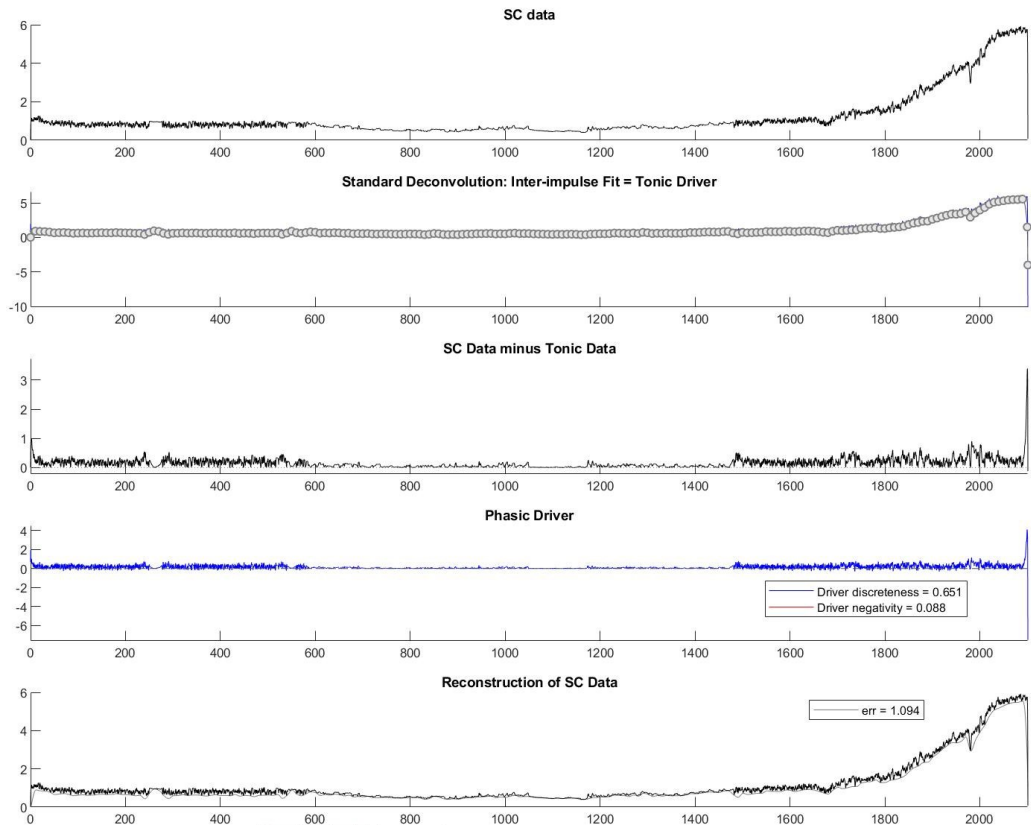 SC data
6
4
2
0
0 200 400 600 800 1000 1200 1400 1600 1800 2000
Standard Deconvolution: Inter-impulse Fit = Tonic Driver
5
0
-5
-10
0 200 400 600 800 1000 1200 1400 1600 1800 2000
SC Data minus Tonic Data
3
2
1
0
0 200 400 600 800 1000 1200 1400 1600 1800 2000
Phasic Driver
4
2
0
-2
-4
-6
Driver discreteness = 0.651
Driver negativity = 0.088
0 200 400 600 800 1000 1200 1400 1600 1800 2000
Reconstruction of SC Data
6
4
2
0
err = 1.094
0 200 400 600 800 1000 1200 1400 1600 1800 2000